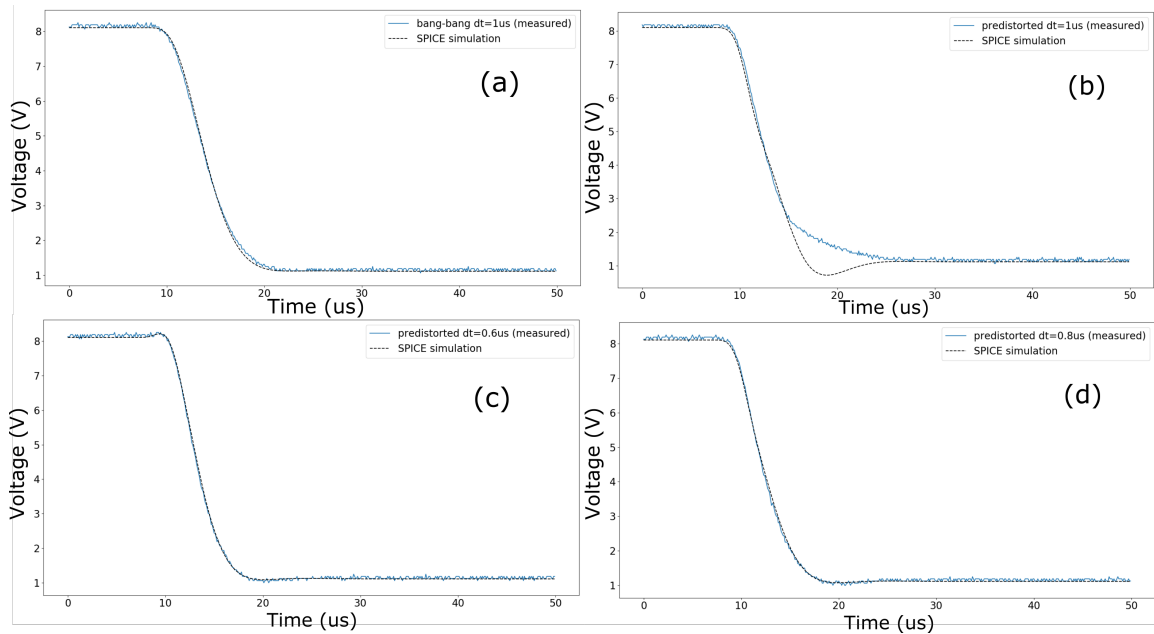 bang-bang dt=1us (measured)
SPICE simulation
(a)
Voltage (V)
8
7
6
5
4
3
2
1
0 10 20 30 40 50
Time (us)
predistorted dt=1us (measured)
SPICE simulation
(b)
Voltage (V)
8
7
6
5
4
3
2
1
0 10 20 30 40 50
Time (us)
predistorted dt=0.6us (measured)
SPICE simulation
(c)
Voltage (V)
8
7
6
5
4
3
2
1
0 10 20 30 40 50
Time (us)
predistorted dt=0.8us (measured)
SPICE simulation
(d)
Voltage (V)
8
7
6
5
4
3
2
1
0 10 20 30 40 50
Time (us)